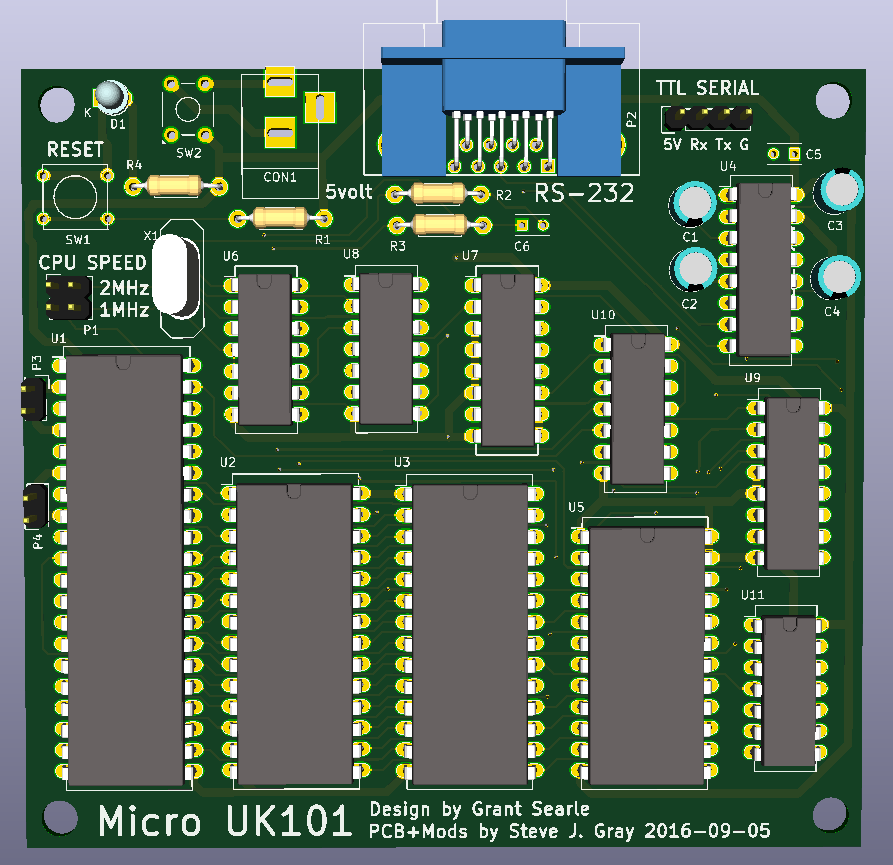 TTL SERIAL
K
D1
P2
5V Rx Tx G
SW2
RESET
C5
R4
U4
CON1
5volt
R2
RS-232
C3
SW1
X1
R1
R3
C6
C1
CPU SPEED
U6
U8
U7
2MHz
1MHz
C2
C4
P1
U10
U1
P3
U9
U2
U3
U5
P4
U11
Micro UK101
Design by Grant Searle
PCB+Mods by Steve J. Gray 2016-09-05